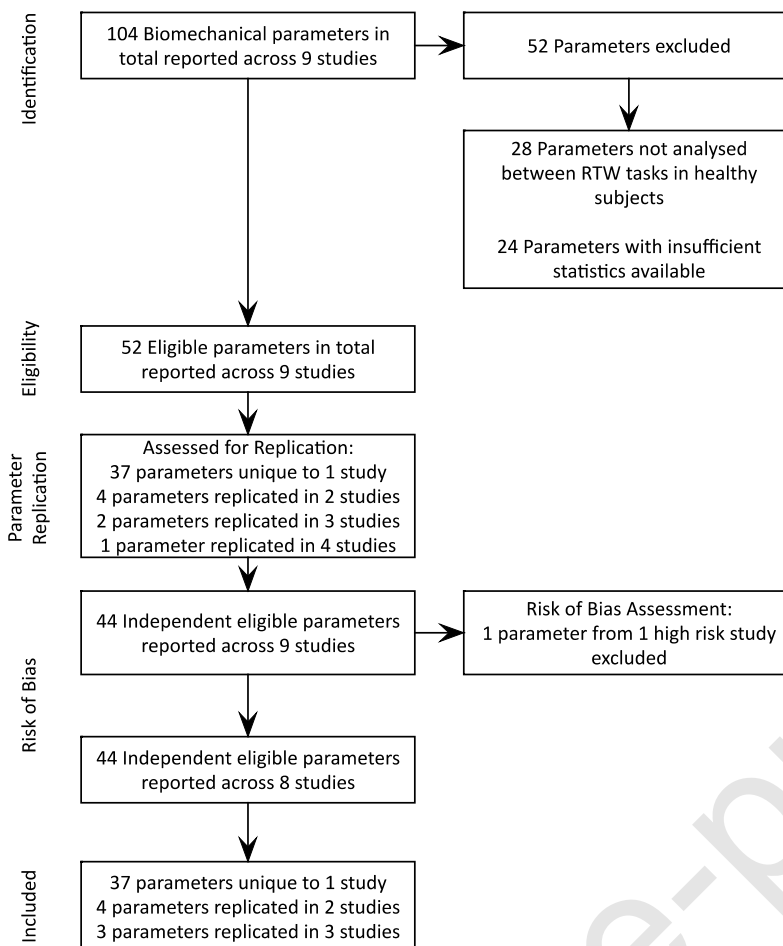 Identification
104 Biomechanical parameters in
total reported across 9 studies
52 Parameters excluded
28 Parameters not analysed
between RTW tasks in healthy
subjects
24 Parameters with insufficient
statistics available
Eligibility
52 Eligible parameters in total
reported across 9 studies
Parameter
Replication
Assessed for Replication:
37 parameters unique to 1 study
4 parameters replicated in 2 studies
2 parameters replicated in 3 studies
1 parameter replicated in 4 studies
Risk of Bias
44 Independent eligible parameters
reported across 9 studies
Risk of Bias Assessment:
1 parameter from 1 high risk study
excluded
44 Independent eligible parameters
reported across 8 studies
Included
37 parameters unique to 1 study
4 parameters replicated in 2 studies
3 parameters replicated in 3 studies